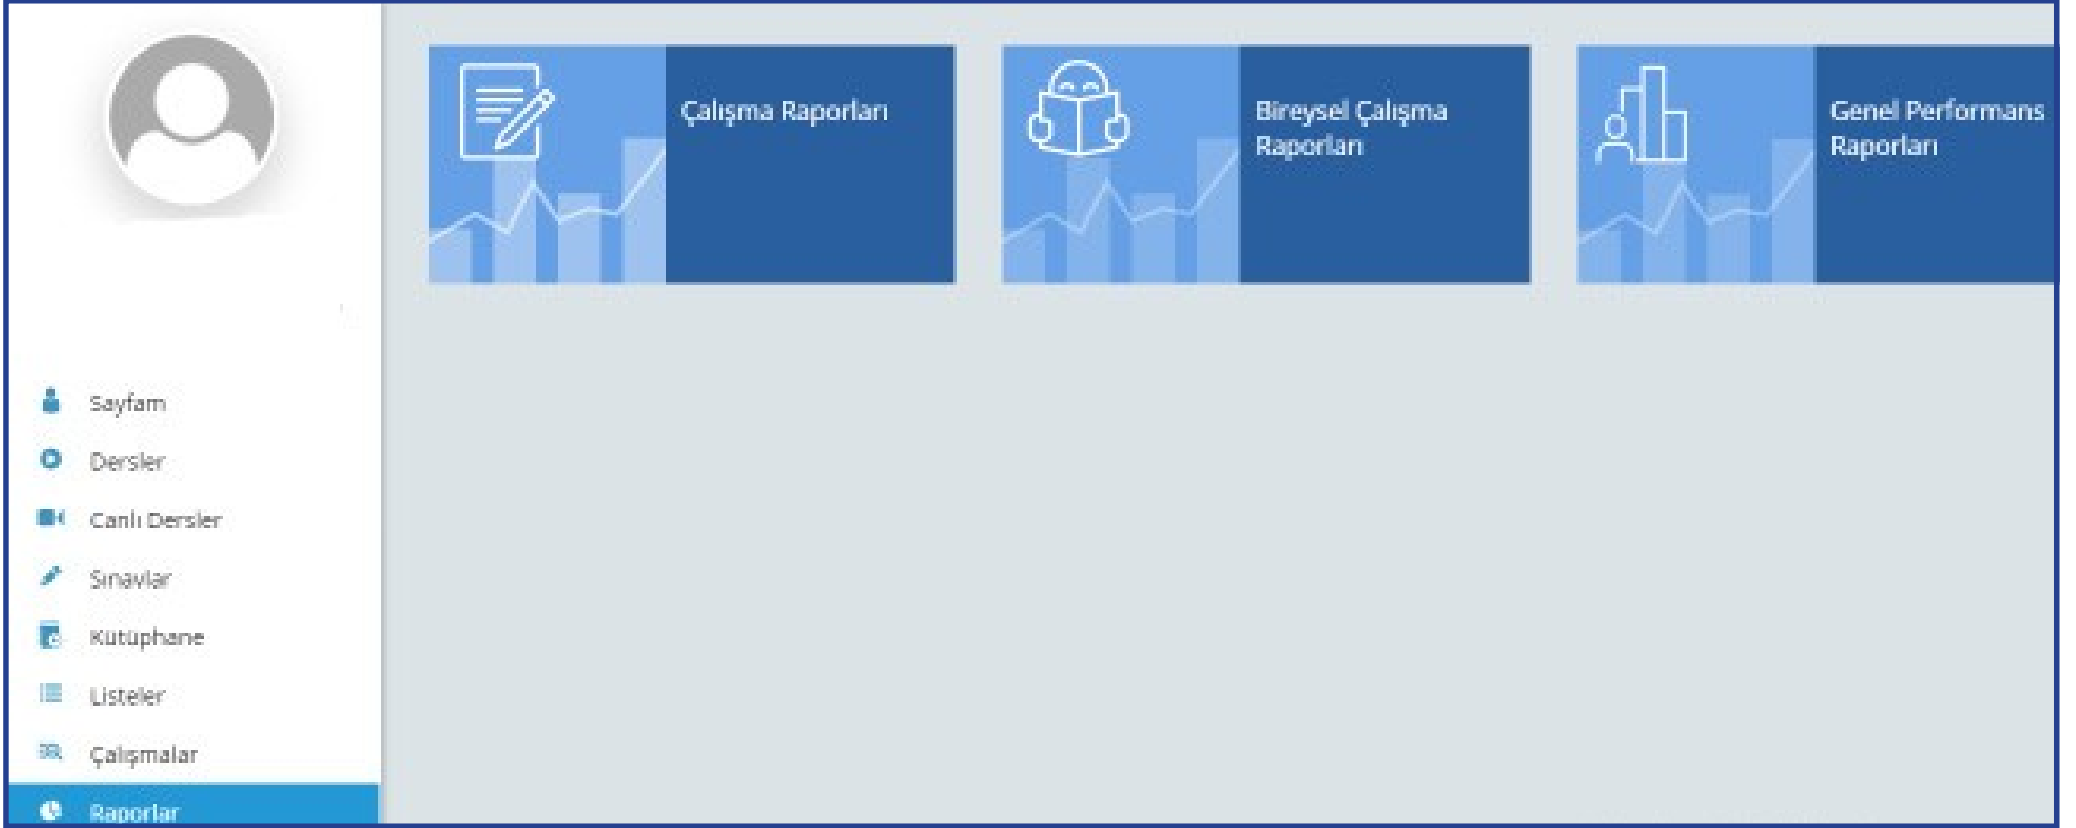 Çalışma Raporları
Bireysel Çalışma
Raporları
Genel Performans
Raporları
Sayfam
Dersler
Canlı Dersler
Sınavlar
Kütüphane
Listeler
Çalışmalar
Raporlar